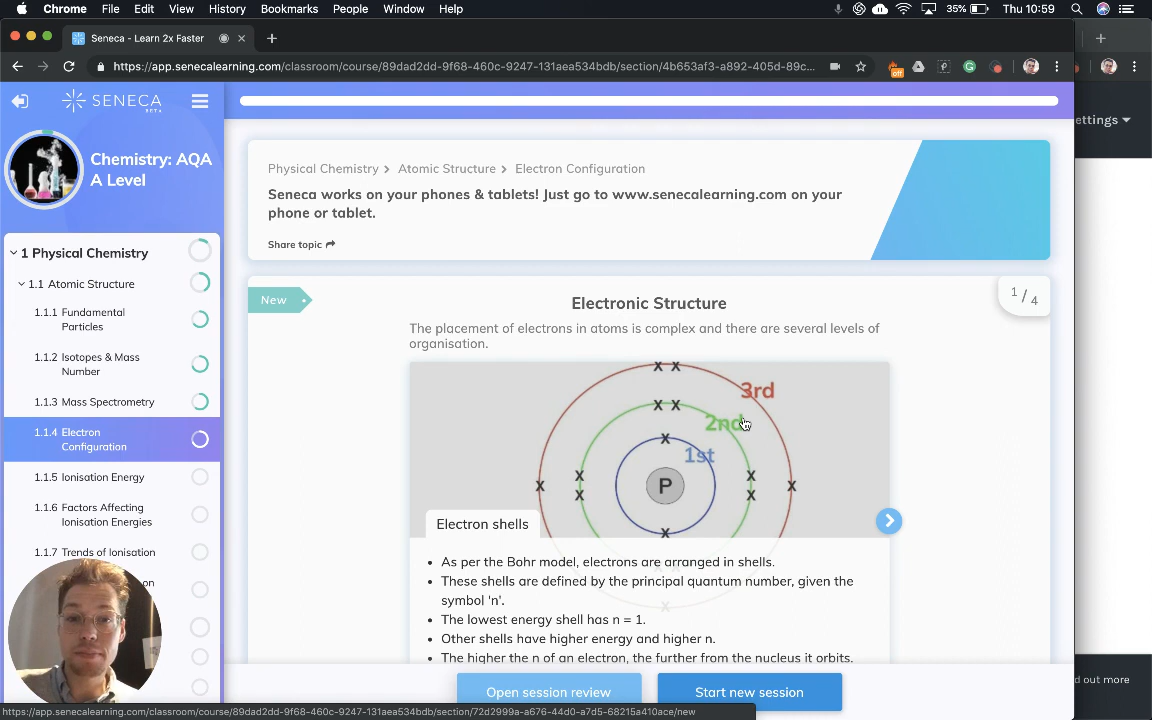 Chrome File Edit View History Bookmarks People Window Help
35% Thu 10:59
Seneca - Learn 2x Faster
https://app.senecalearning.com/classroom/course/89dad2dd-9f68-460c-9247-131aea534bdb/section/4b653af3-a892-405d-89c...
off
ettings
SENECA
BETA
Chemistry: AQA
A Level
1 Physical Chemistry
1.1 Atomic Structure
1.1.1 Fundamental
Particles
1.1.2 Isotopes & Mass
Number
1.1.3 Mass Spectrometry
1.1.4 Electron
Configuration
1.1.5 Ionisation Energy
1.1.6 Factors Affecting
Ionisation Energies
1.1.7 Trends of Ionisation
on
Physical Chemistry > Atomic Structure > Electron Configuration
Seneca works on your phones & tablets! Just go to www.senecalearning.com on your
phone or tablet.
Share topic
New
1 / 4
Electronic Structure
The placement of electrons in atoms is complex and there are several levels of
organisation.
3rd
2nd
1st
P
Electron shells
• As per the Bohr model, electrons are arranged in shells.
• These shells are defined by the principal quantum number, given the
symbol 'n'.
• The lowest energy shell has n = 1.
• Other shells have higher energy and higher n.
• The higher the n of an electron, the further from the nucleus it orbits.
Open session review
Start new session
d out more
https://app.senecalearning.com/classroom/course/89dad2dd-9f68-460c-9247-131aea534bdb/section/72d2999a-a676-44d0-a7d5-68215a410ace/new